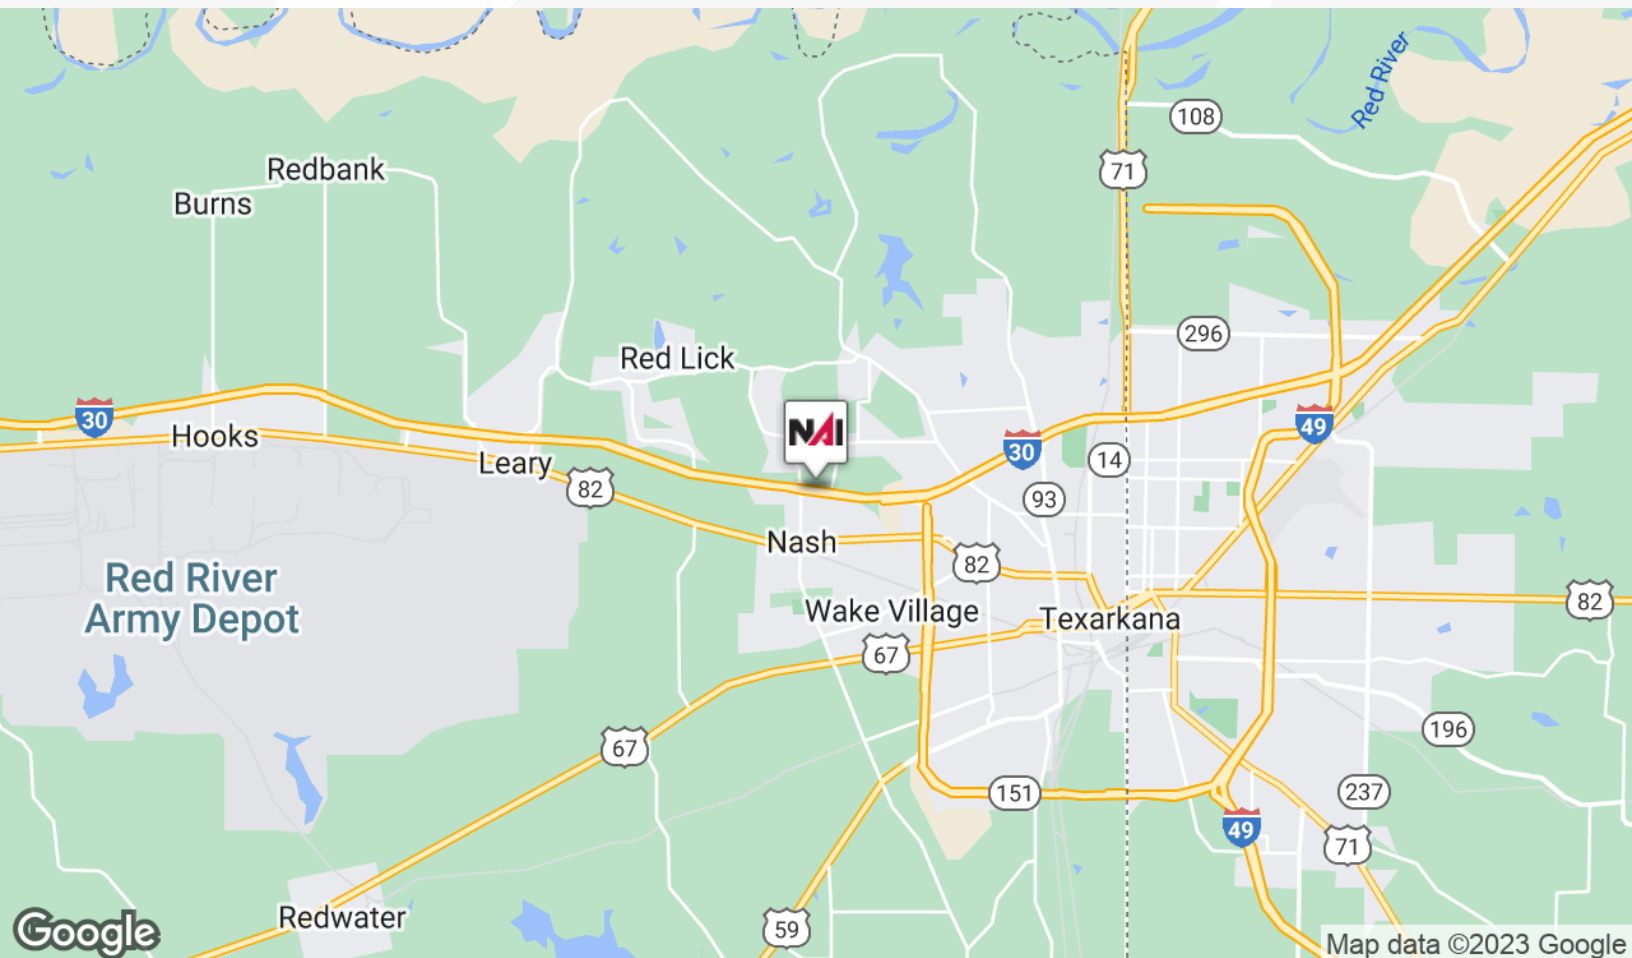 Red River
108
71
Redbank
Burns
296
Red Lick
30
Hooks
NAI
49
30
14
Leary
82
93
Nash
82
Red River
Army Depot
82
Wake Village
Texarkana
67
67
196
151
237
49
71
Redwater
59
Google
Map data ©2023 Google